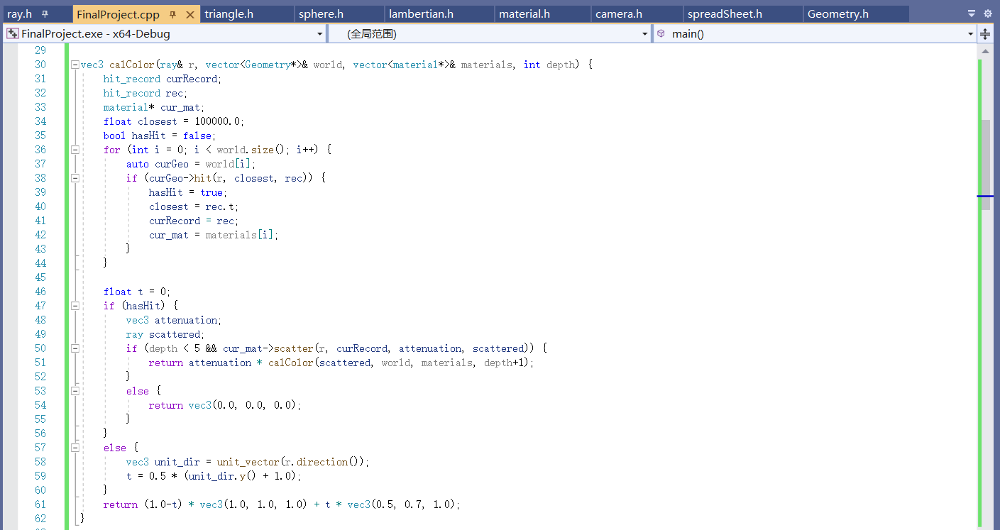 ray.h FinalProject.cpp triangle.h sphere.h lambertian.h material.h camera.h spreadSheet.h Geometry.h
FinalProject.exe - x64-Debug (全局范围) main()
29
30 vec3 calColor(ray& r, vector<Geometry*>& world, vector<material*>& materials, int depth) {
31 hit_record curRecord;
32 hit_record rec;
33 material* cur_mat;
34 float closest = 100000.0;
35 bool hasHit = false;
36 for (int i = 0; i < world.size(); i++) {
37 auto curGeo = world[i];
38 if (curGeo->hit(r, closest, rec)) {
39 hasHit = true;
40 closest = rec.t;
41 curRecord = rec;
42 cur_mat = materials[i];
43 }
44 }
45
46 float t = 0;
47 if (hasHit) {
48 vec3 attenuation;
49 ray scattered;
50 if (depth < 5 && cur_mat->scatter(r, curRecord, attenuation, scattered)) {
51 return attenuation * calColor(scattered, world, materials, depth+1);
52 }
53 else {
54 return vec3(0.0, 0.0, 0.0);
55 }
56 }
57 else {
58 vec3 unit_dir = unit_vector(r.direction());
59 t = 0.5 * (unit_dir.y() + 1.0);
60 }
61 return (1.0-t) * vec3(1.0, 1.0, 1.0) + t * vec3(0.5, 0.7, 1.0);
62 }